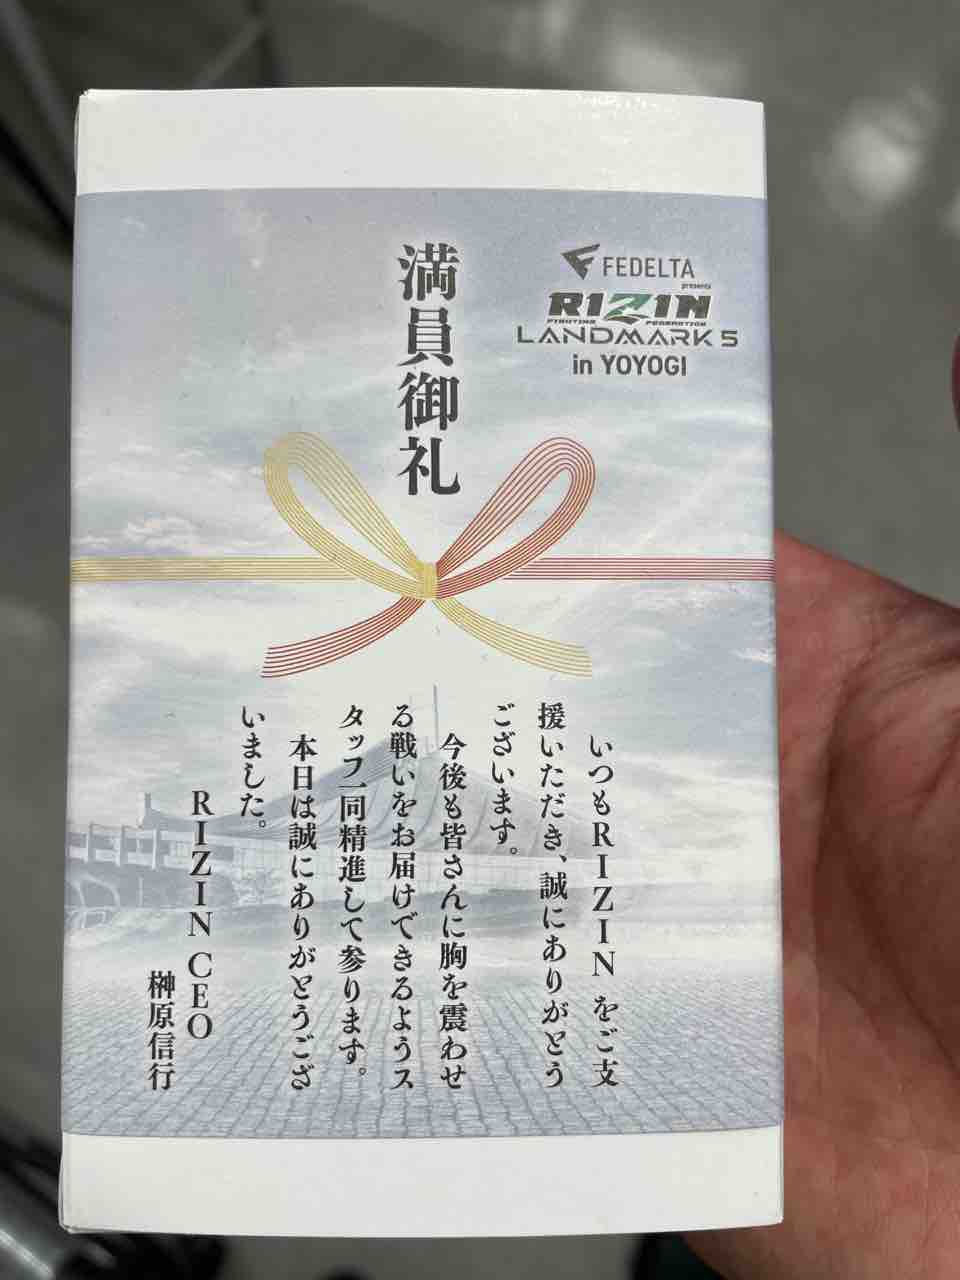 満員御礼
FEDELTA
presents
RIZIN
FIGHTING FEDERATION
LANDMARK 5
in YOYOGI
いつもRIZINをご支
援いただき、誠にありがとう
ございます。
今後も皆さんに胸を震わせ
る戦いをお届けできるようス
タッフ一同精進して参ります。
本日は誠にありがとうござ
いました。
RIZIN CEO
榊原信行